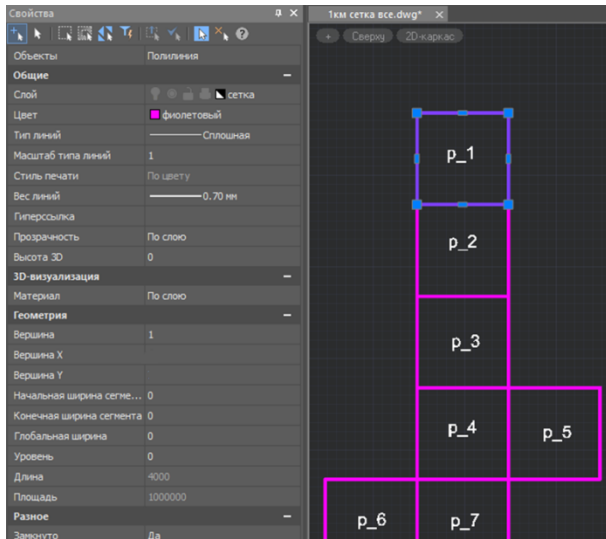 Свойства
Объекты Полилиния
Общие
Слой сетка
Цвет фиолетовый
Тип линий Сплошная
Масштаб типа линий 1
Стиль печати По цвету
Вес линий 0.70 мм
Гиперссылка
Прозрачность По слою
Высота 3D 0
3D-визуализация
Материал По слою
Геометрия
Вершина 1
Вершина X
Вершина Y
Начальная ширина сегме... 0
Конечная ширина сегмента 0
Глобальная ширина 0
Уровень 0
Длина 4000
Площадь 1000000
Разное
Замкнуто Да
1км сетка все.dwg*
+ Сверху 2D-каркас
p_1
p_2
p_3
p_4 p_5
p_6 p_7